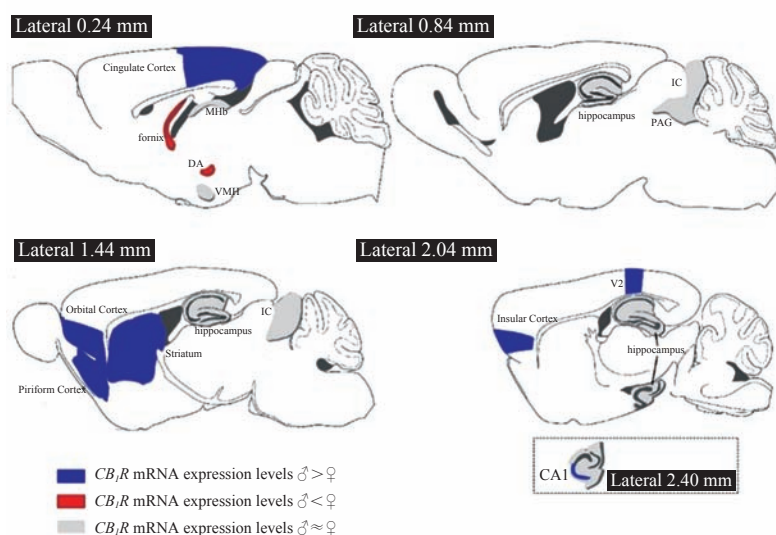 Lateral 0.24 mm
Cingulate Cortex
MHb
fornix
DA
VMH
Lateral 0.84 mm
IC
hippocampus
PAG
Lateral 1.44 mm
Orbital Cortex
IC
hippocampus
Striatum
Piriform Cortex
Lateral 2.04 mm
V2
Insular Cortex
hippocampus
CA1
Lateral 2.40 mm
CB₁R mRNA expression levels ♂>♀
CB₁R mRNA expression levels ♂<♀
CB₁R mRNA expression levels ♂≈♀